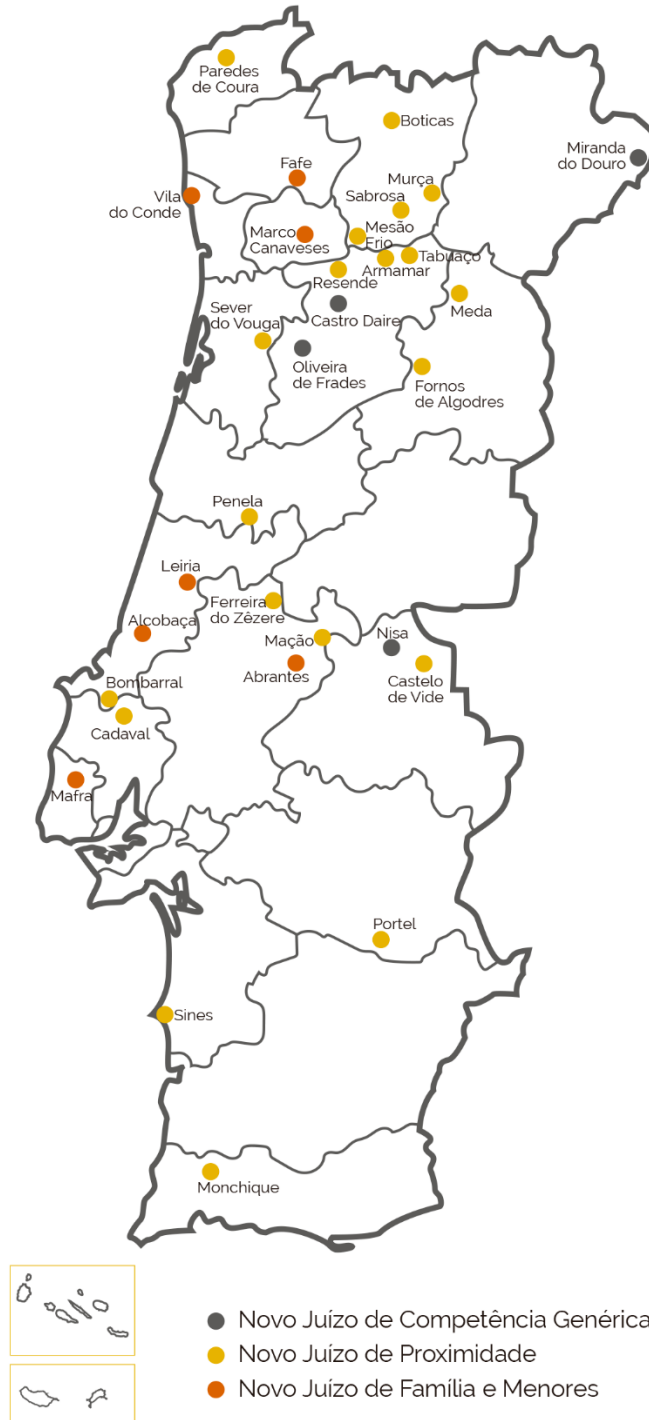 Paredes
de Coura
Boticas
Miranda
do Douro
Fafe
Murça
Vila
do Conde
Sabrosa
Marco
Canaveses
Mesão
Frio
Tabuaço
Armamar
Resende
Meda
Sever
do Vouga
Castro Daire
Oliveira
de Frades
Fornos
de Algodres
Penela
Leiria
Ferreira
do Zêzere
Alcobaça
Mação
Nisa
Abrantes
Castelo
de Vide
Bombarral
Cadaval
Mafra
Portel
Sines
Monchique
Novo Juízo de Competência Genérica
Novo Juízo de Proximidade
Novo Juízo de Família e Menores